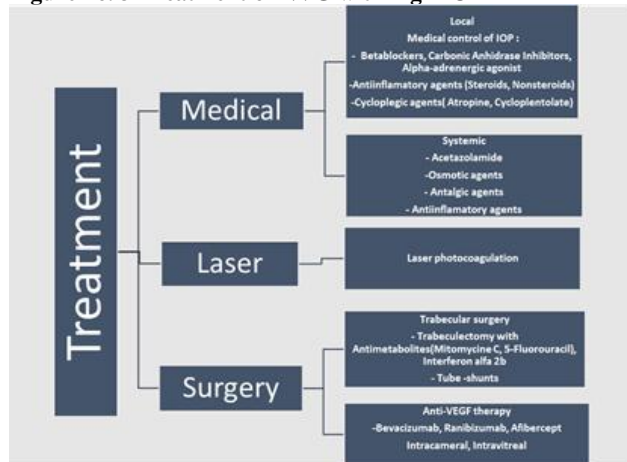 Treatment
Medical
Local
Medical control of IOP :
- Betablockers, Carbonic Anhidrase Inhibitors,
Alpha-adrenergic agonist
-Antiinflamatory agents (Steroids, Nonsteroids)
-Cycloplegic agents( Atropine, Cycloplentolate)
Systemic
- Acetazolamide
-Osmotic agents
- Antalgic agents
- Antiinflamatory agents
Laser
Laser photocoagulation
Surgery
Trabecular surgery
- Trabeculectomy with
Antimetabolites(Mitomycine C, 5-Fluorouracil),
Interferon alfa 2b
- Tube -shunts
Anti-VEGF therapy
-Bevacizumab, Ranibizumab, Aflbercept
Intracameral, Intravitreal